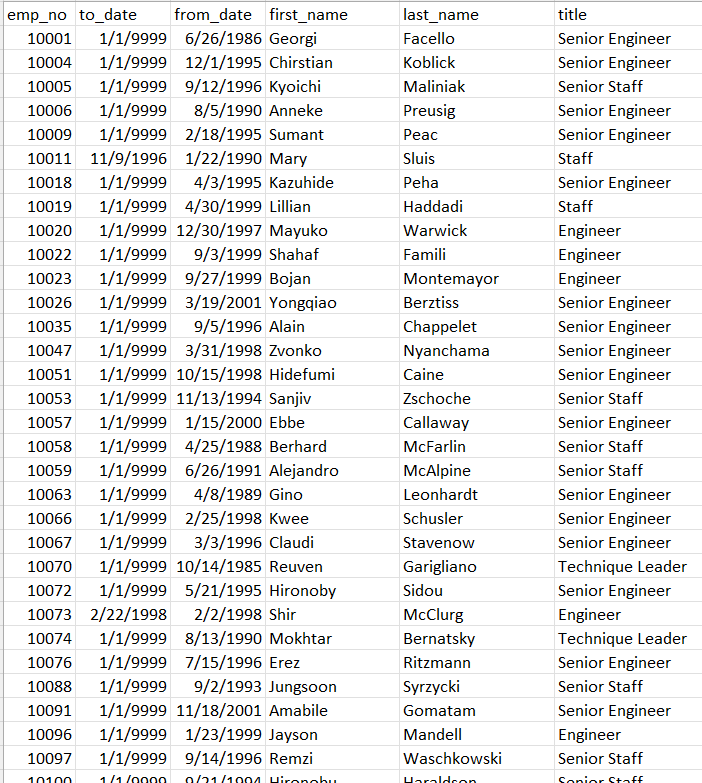 emp_no to_date from_date first_name last_name title
10001 1/1/9999 6/26/1986 Georgi Facello Senior Engineer
10004 1/1/9999 12/1/1995 Chirstian Koblick Senior Engineer
10005 1/1/9999 9/12/1996 Kyoichi Maliniak Senior Staff
10006 1/1/9999 8/5/1990 Anneke Preusig Senior Engineer
10009 1/1/9999 2/18/1995 Sumant Peac Senior Engineer
10011 11/9/1996 1/22/1990 Mary Sluis Staff
10018 1/1/9999 4/3/1995 Kazuhide Peha Senior Engineer
10019 1/1/9999 4/30/1999 Lillian Haddadi Staff
10020 1/1/9999 12/30/1997 Mayuko Warwick Engineer
10022 1/1/9999 9/3/1999 Shahaf Famili Engineer
10023 1/1/9999 9/27/1999 Bojan Montemayor Engineer
10026 1/1/9999 3/19/2001 Yongqiao Berztiss Senior Engineer
10035 1/1/9999 9/5/1996 Alain Chappelet Senior Engineer
10047 1/1/9999 3/31/1998 Zvonko Nyanchama Senior Engineer
10051 1/1/9999 10/15/1998 Hidefumi Caine Senior Engineer
10053 1/1/9999 11/13/1994 Sanjiv Zschoche Senior Staff
10057 1/1/9999 1/15/2000 Ebbe Callaway Senior Engineer
10058 1/1/9999 4/25/1988 Berhard McFarlin Senior Staff
10059 1/1/9999 6/26/1991 Alejandro McAlpine Senior Staff
10063 1/1/9999 4/8/1989 Gino Leonhardt Senior Engineer
10066 1/1/9999 2/25/1998 Kwee Schusler Senior Engineer
10067 1/1/9999 3/3/1996 Claudi Stavenow Senior Engineer
10070 1/1/9999 10/14/1985 Reuven Garigliano Technique Leader
10072 1/1/9999 5/21/1995 Hironoby Sidou Senior Engineer
10073 2/22/1998 2/2/1998 Shir McClurg Engineer
10074 1/1/9999 8/13/1990 Mokhtar Bernatsky Technique Leader
10076 1/1/9999 7/15/1996 Erez Ritzmann Senior Engineer
10088 1/1/9999 9/2/1993 Jungsoon Syrzycki Senior Staff
10091 1/1/9999 11/18/2001 Amabile Gomatam Senior Engineer
10096 1/1/9999 1/23/1999 Jayson Mandell Engineer
10097 1/1/9999 9/14/1996 Remzi Waschkowski Senior Staff
10100 1/1/9999 9/21/1994 Hironobu Haraldson Senior Staff